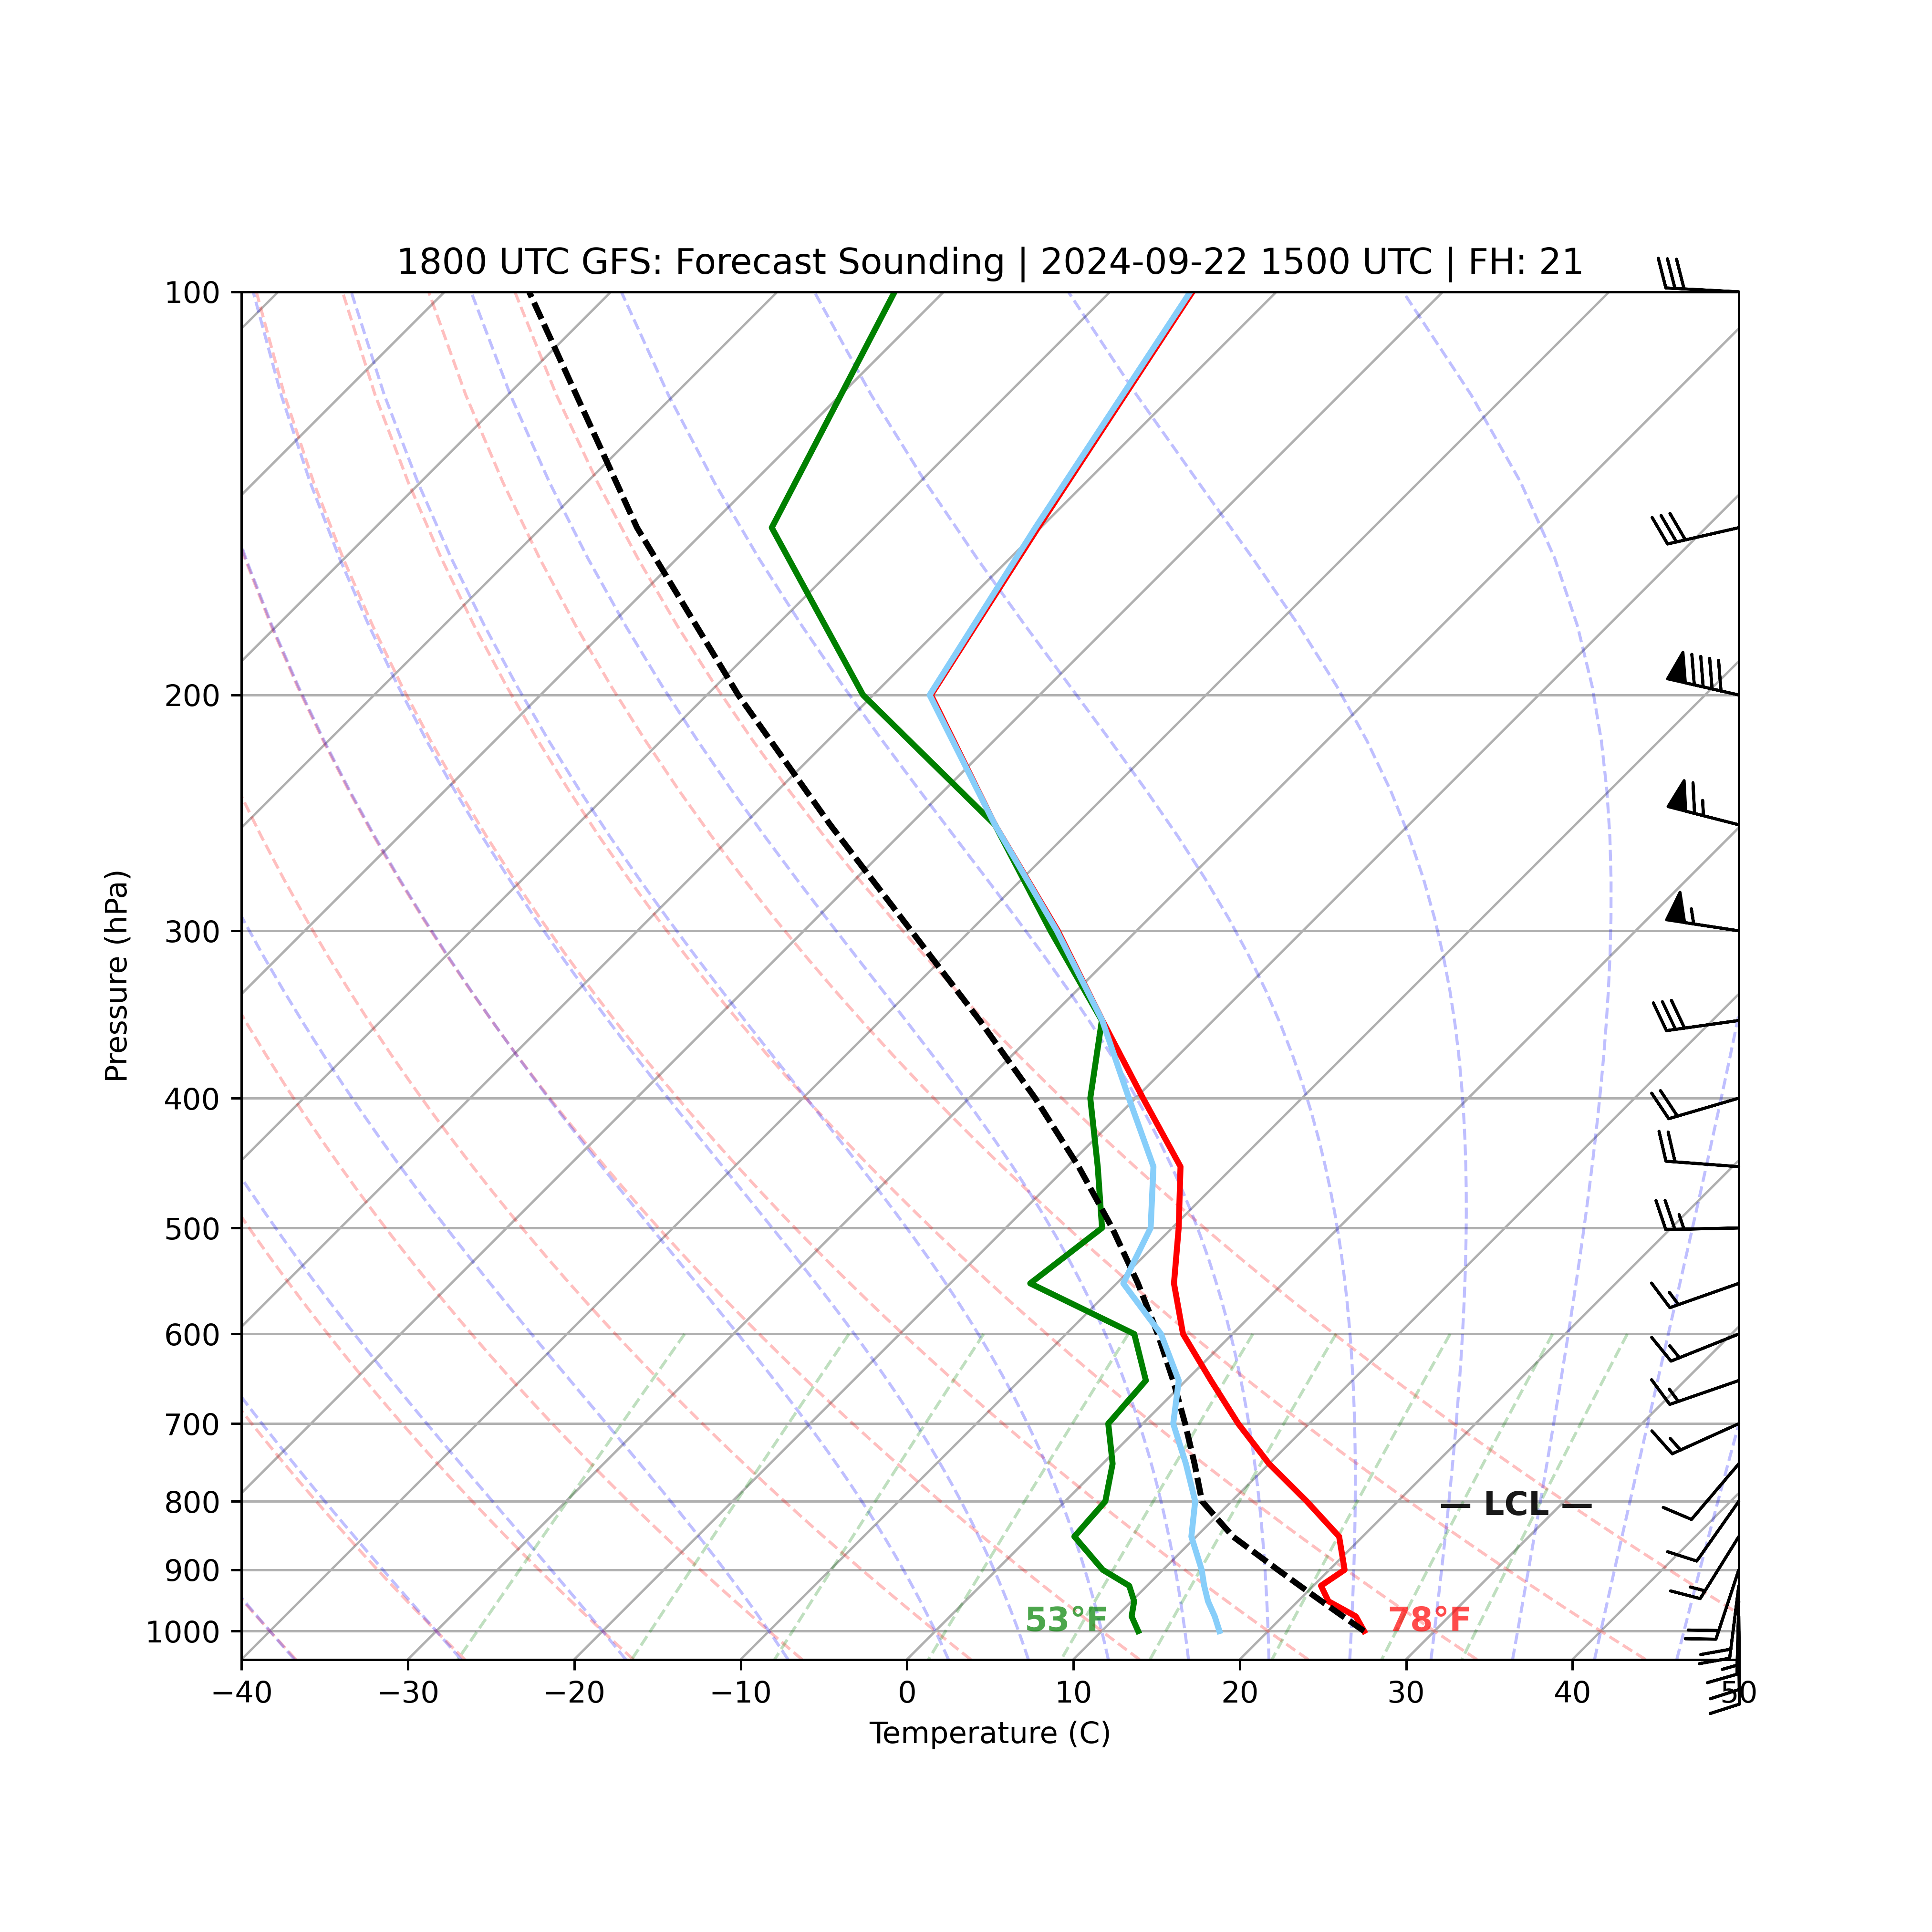 1800 UTC GFS: Forecast Sounding | 2024-09-22 1500 UTC | FH: 21
100
200
300
400
500
600
700
800
900
1000
Pressure (hPa)
— LCL —
53°F
78°F
−40 −30 −20 −10 0 10 20 30 40 50
Temperature (C)